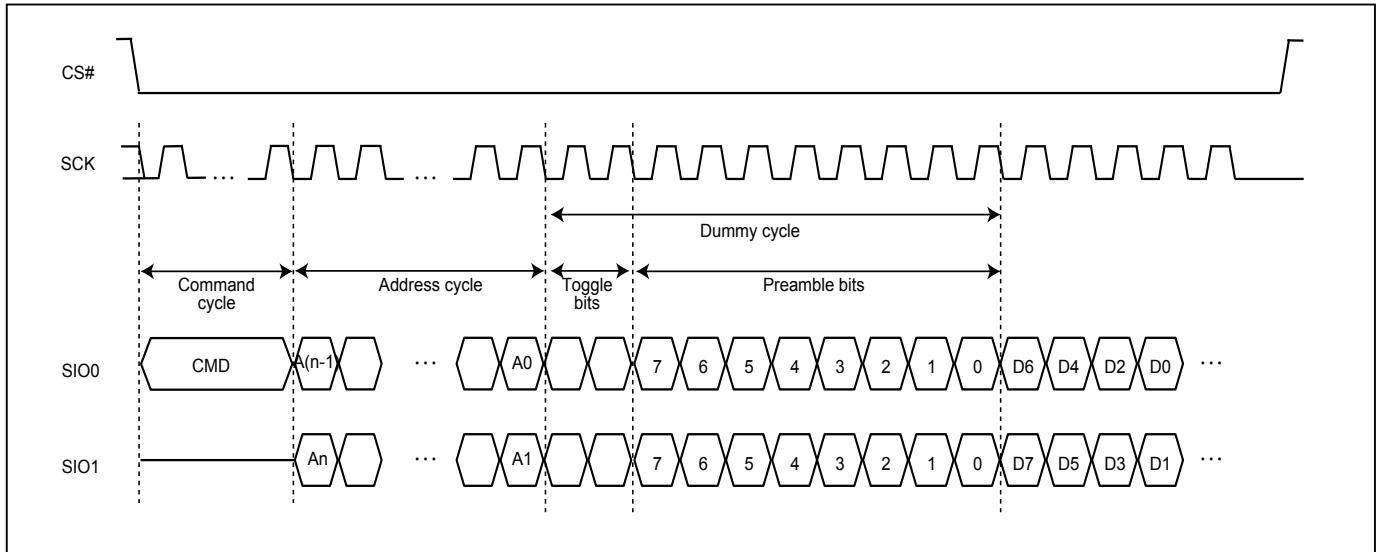 CS#
SCK
...
...
Dummy cycle
Command
cycle
Address cycle
Toggle
bits
Preamble bits
SIO0
CMD
A(n-1)
...
A0
7 6 5 4 3 2 1 0
D6 D4 D2 D0
...
SIO1
An
...
A1
7 6 5 4 3 2 1 0
D7 D5 D3 D1
...